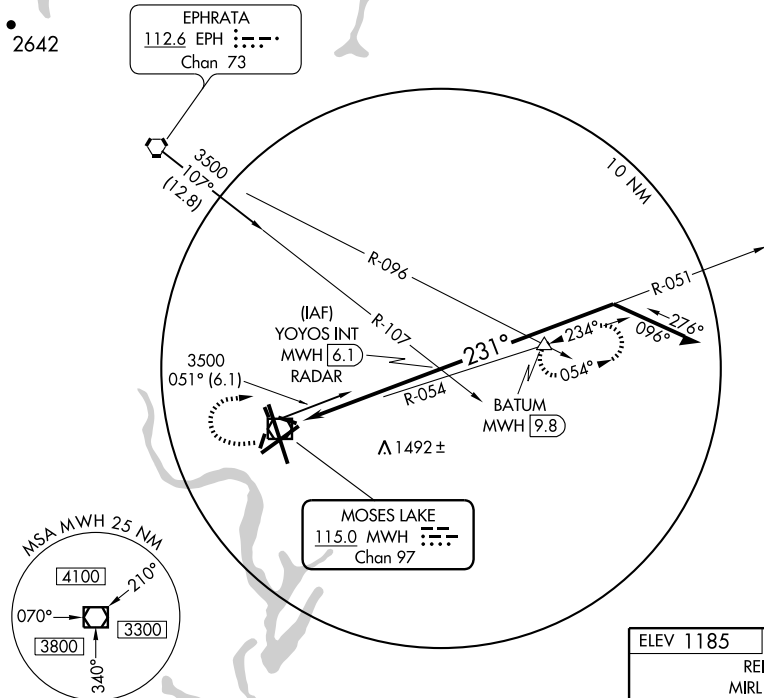 2642
EPHRATA
112.6 EPH
Chan 73
3500
107°
(12.8)
10 NM
R-096
R-051
R-107
(IAF)
YOYOS INT
MWH 6.1
RADAR
231°
234°
276°
096°
054°
3500
051° (6.1)
R-054
BATUM
MWH 9.8
1492 ±
MOSES LAKE
115.0 MWH
Chan 97
MSA MWH 25 NM
4100
210°
070°
3300
3800
340°
ELEV 1185
MIRL